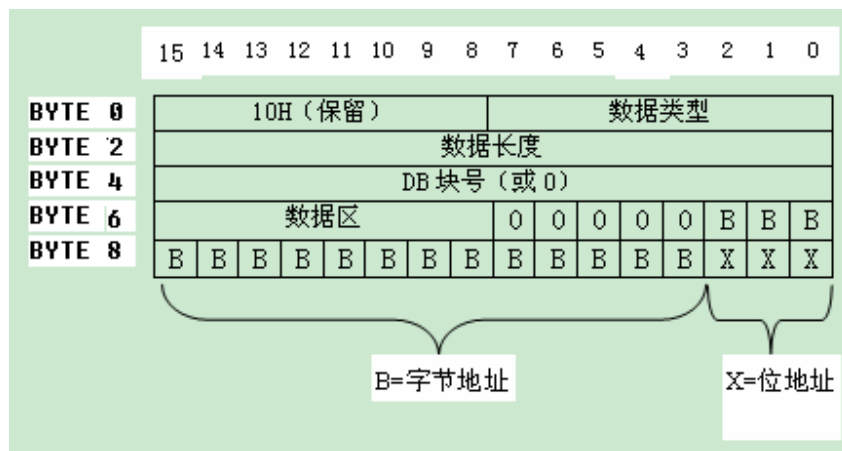 15 14 13 12 11 10 9 8 7 6 5 4 3 2 1 0
BYTE 0 10H（保留） 数据类型
BYTE 2 数据长度
BYTE 4 DB块号（或0）
BYTE 6 数据区 0 0 0 0 0 B B B
BYTE 8 B B B B B B B B B B B B B X X X
B=字节地址 X=位地址